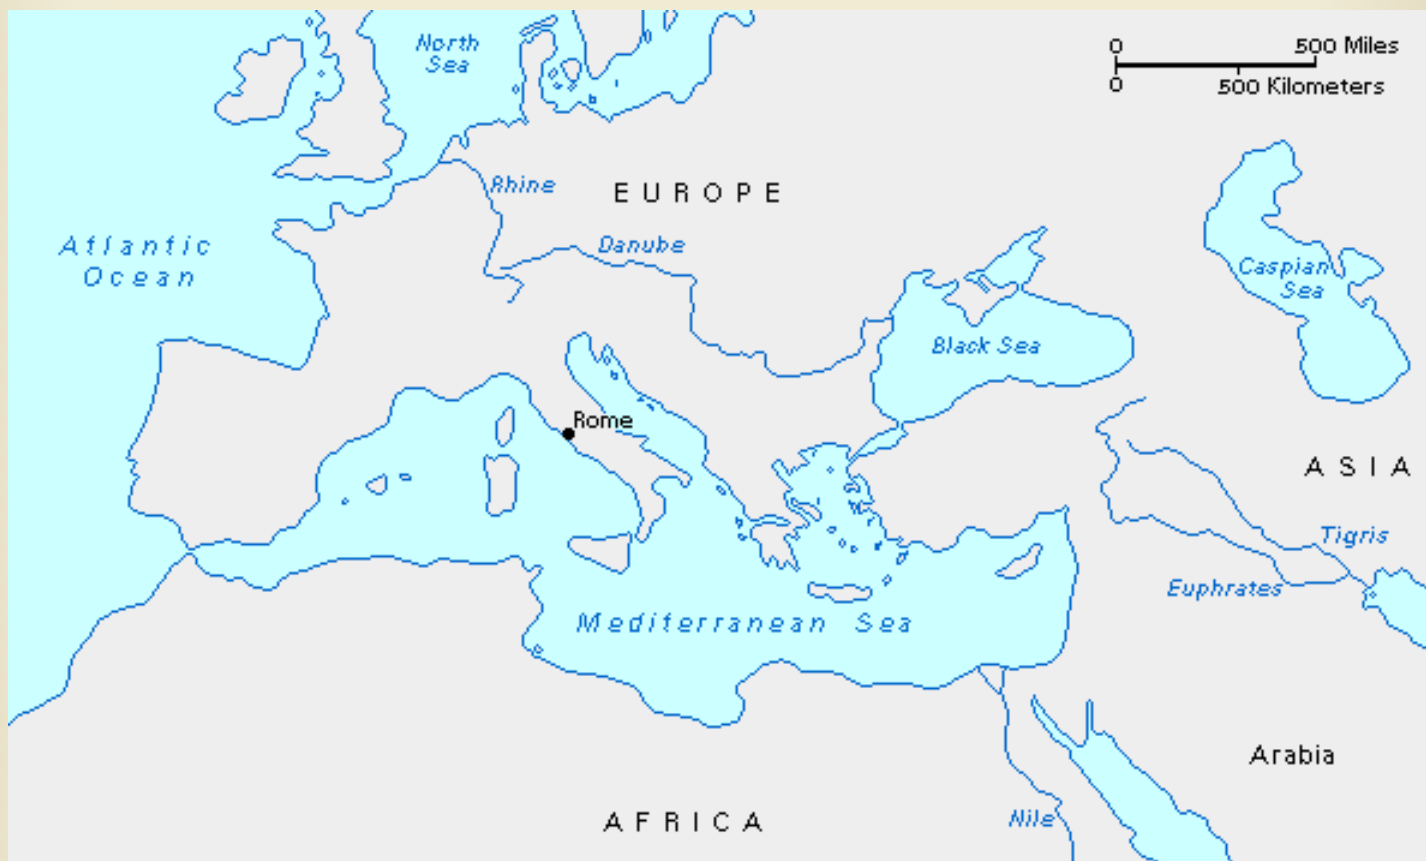 North
Sea
0 500 Miles
0 500 Kilometers
Rhine
EUROPE
Atlantic
Ocean
Danube
Caspian
Sea
Black Sea
Rome
ASIA
Tigris
Euphrates
Mediterranean Sea
Arabia
AFRICA
Nile